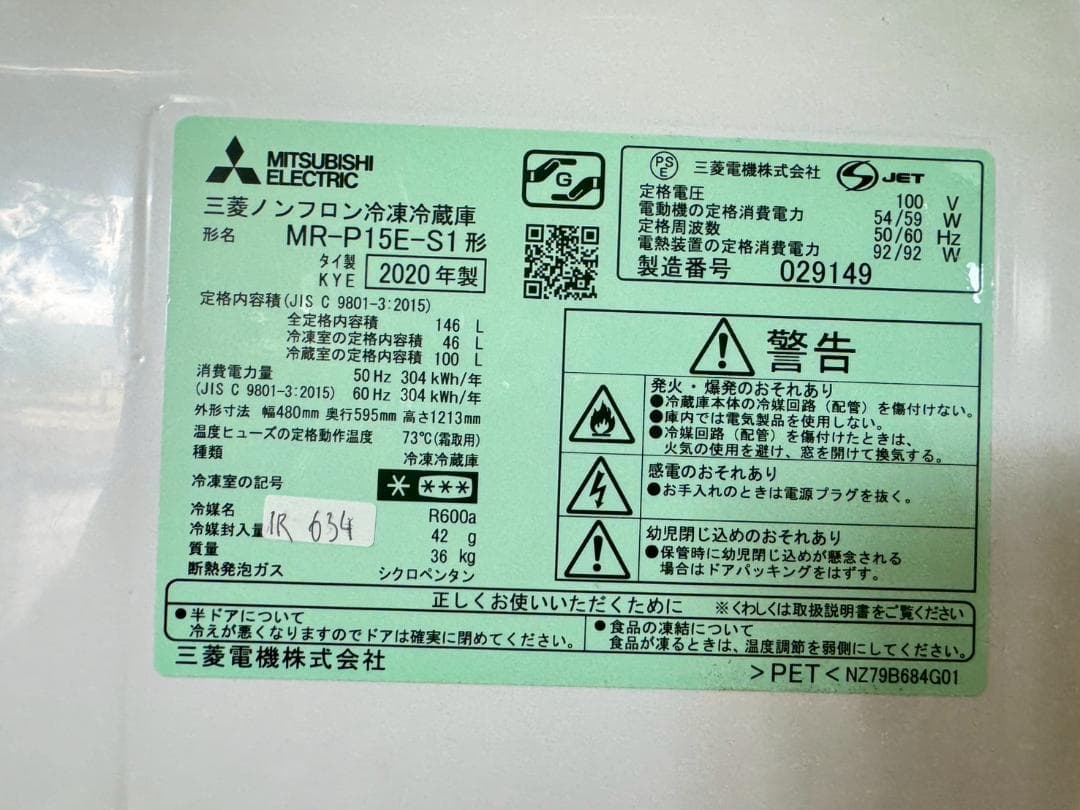 MITSUBISHI
ELECTRIC
三菱ノンフロン冷凍冷蔵庫
形名 MR-P15E-S1形
タイ製
KYE 2020年製
定格内容積(JIS C 9801-3:2015)
全定格内容積 146 L
冷凍室の定格内容積 46 L
冷蔵室の定格内容積 100 L
消費電力量 50Hz 304kWh/年
(JIS C 9801-3:2015) 60Hz 304kWh/年
外形寸法 幅480mm 奥行595mm 高さ1213mm
温度ヒューズの定格動作温度 73℃(霜取用)
種類 冷凍冷蔵庫
冷凍室の記号 * ***
冷媒名 R600a
冷媒封入量 42 g
質量 36 kg
断熱発泡ガス シクロペンタン
1R 634
G
PS
E 三菱電機株式会社 S JET
定格電圧 100 V
電動機の定格消費電力 54/59 W
定格周波数 50/60 Hz
電熱装置の定格消費電力 92/92 W
製造番号 029149
警告
発火・爆発のおそれあり
●冷蔵庫本体の冷媒回路（配管）を傷付けない。
●庫内では電気製品を使用しない。
●冷媒回路（配管）を傷付けたときは、
火気の使用を避け、窓を開けて換気する。
感電のおそれあり
●お手入れのときは電源プラグを抜く。
幼児閉じ込めのおそれあり
●保管時に幼児閉じ込めが懸念される
場合はドアパッキングをはずす。
正しくお使いいただくために ※くわしくは取扱説明書をご覧ください
●半ドアについて
冷えが悪くなりますのでドアは確実に閉めてください。
●食品の凍結について
食品が凍るときは、温度調節を弱側にしてください。
三菱電機株式会社
>PET< NZ79B684G01